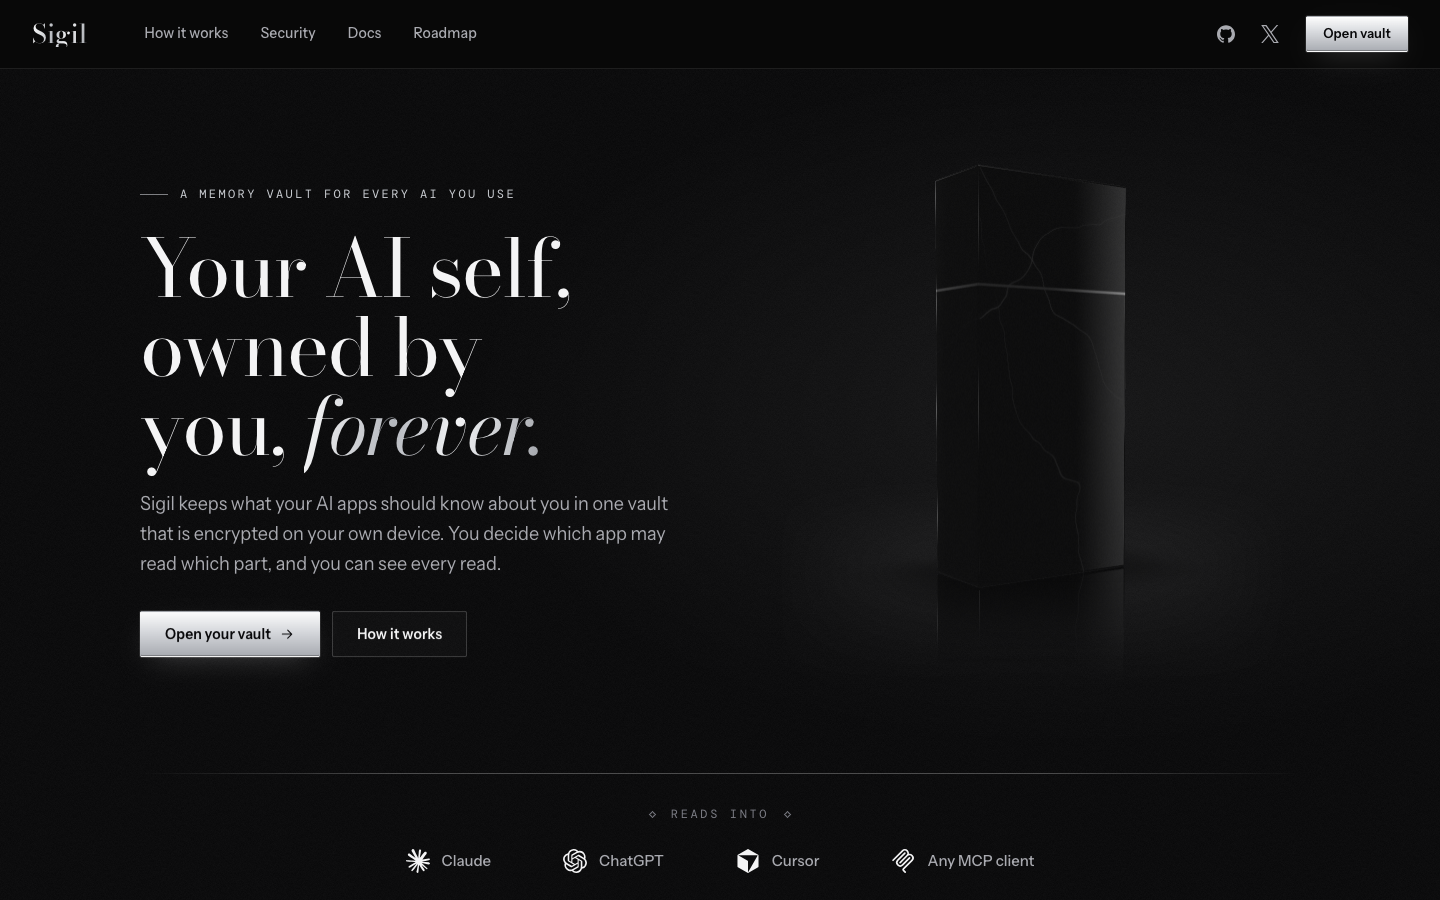 Sigil
How it works
Security
Docs
Roadmap
Open vault
A MEMORY VAULT FOR EVERY AI YOU USE
Your AI self,
owned by
you, forever.
Sigil keeps what your AI apps should know about you in one vault
that is encrypted on your own device. You decide which app may
read which part, and you can see every read.
Open your vault →
How it works
READS INTO
Claude
ChatGPT
Cursor
Any MCP client